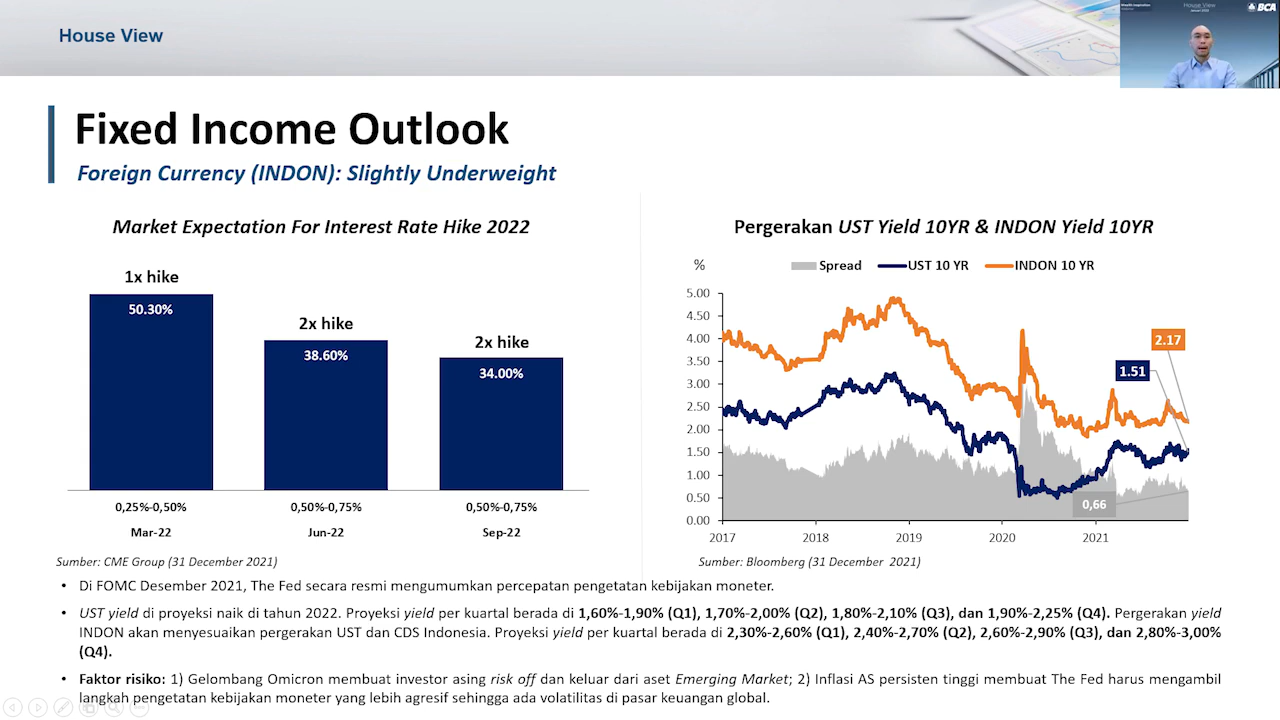 House View
House View
BCA
Fixed Income Outlook
Foreign Currency (INDON): Slightly Underweight
Market Expectation For Interest Rate Hike 2022
1x hike
50.30%
2x hike
38.60%
2x hike
34.00%
0,25%-0,50%
0,50%-0,75%
0,50%-0,75%
Mar-22
Jun-22
Sep-22
Sumber: CME Group (31 December 2021)
Pergerakan UST Yield 10YR & INDON Yield 10YR
%
Spread
UST 10 YR
INDON 10 YR
5.00
4.50
4.00
3.50
3.00
2.50
2.00
1.50
1.00
0.50
0.00
2.17
1.51
0,66
2017
2018
2019
2020
2021
Sumber: Bloomberg (31 December 2021)
• Di FOMC Desember 2021, The Fed secara resmi mengumumkan percepatan pengetatan kebijakan moneter.
• UST yield di proyeksi naik di tahun 2022. Proyeksi yield per kuartal berada di 1,60%-1,90% (Q1), 1,70%-2,00% (Q2), 1,80%-2,10% (Q3), dan 1,90%-2,25% (Q4). Pergerakan yield
INDON akan menyesuaikan pergerakan UST dan CDS Indonesia. Proyeksi yield per kuartal berada di 2,30%-2,60% (Q1), 2,40%-2,70% (Q2), 2,60%-2,90% (Q3), dan 2,80%-3,00%
(Q4).
• Faktor risiko: 1) Gelombang Omicron membuat investor asing risk off dan keluar dari aset Emerging Market; 2) Inflasi AS persisten tinggi membuat The Fed harus mengambil
langkah pengetatan kebijakan moneter yang lebih agresif sehingga ada volatilitas di pasar keuangan global.